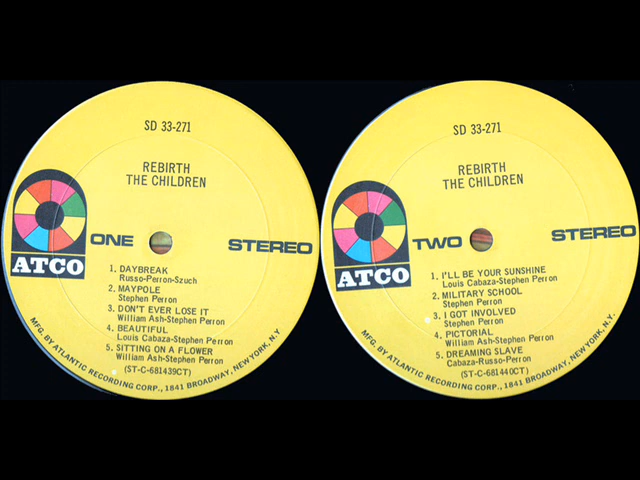 SD 33-271
REBIRTH
THE CHILDREN
ATCO
ONE
STEREO
1. DAYBREAK
Russo-Perron-Szuch
2. MAYPOLE
Stephen Perron
3. DON'T EVER LOSE IT
William Ash-Stephen Perron
4. BEAUTIFUL
Louis Cabaza-Stephen Perron
5. SITTING ON A FLOWER
William Ash-Stephen Perron
(ST-C-681439CT)
MFG. BY ATLANTIC RECORDING CORP., 1841 BROADWAY, NEW YORK, N.Y.
SD 33-271
REBIRTH
THE CHILDREN
ATCO
TWO
STEREO
1. I'LL BE YOUR SUNSHINE
Louis Cabaza-Stephen Perron
2. MILITARY SCHOOL
Stephen Perron
3. I GOT INVOLVED
Stephen Perron
4. PICTORIAL
William Ash-Stephen Perron
5. DREAMING SLAVE
Cabaza-Russo-Perron
(ST-C-681440CT)
MFG. BY ATLANTIC RECORDING CORP., 1841 BROADWAY, NEW YORK, N.Y.